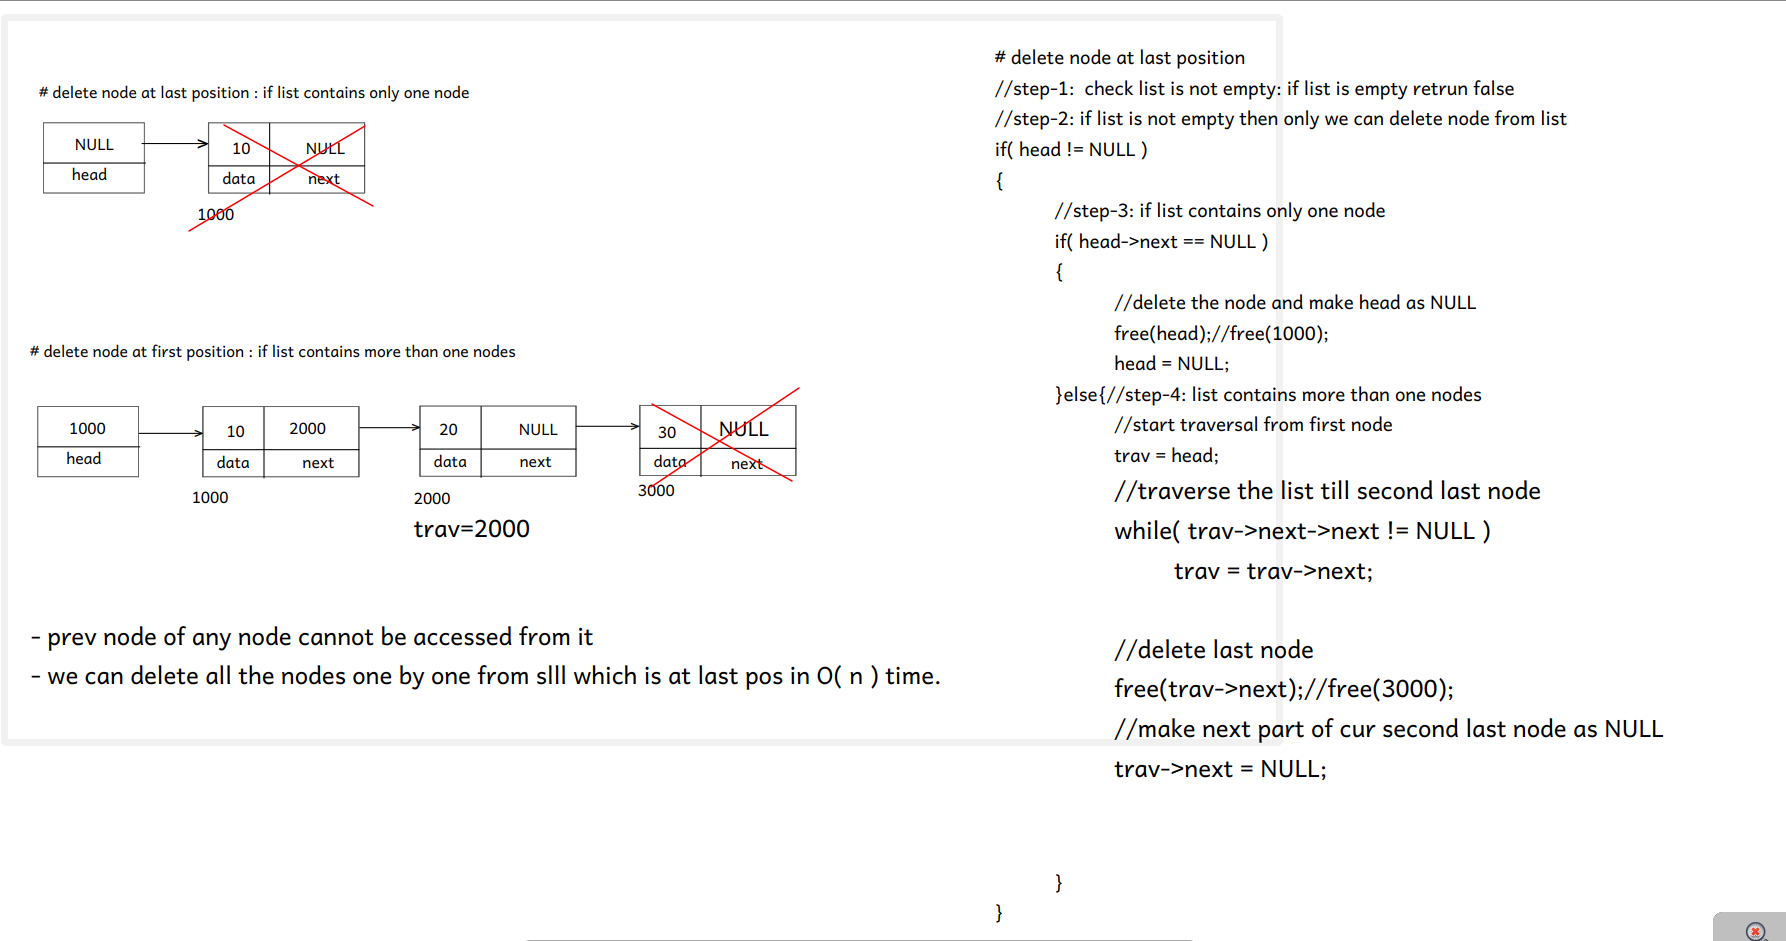 # delete node at last position : if list contains only one node
NULL
head
10
NULL
data
next
1000
# delete node at first position : if list contains more than one nodes
1000
head
10
2000
data
next
1000
20
NULL
data
next
2000
trav=2000
30
NULL
data
next
3000
- prev node of any node cannot be accessed from it
- we can delete all the nodes one by one from slll which is at last pos in O( n ) time.
# delete node at last position
//step-1:  check list is not empty: if list is empty retrun false
//step-2: if list is not empty then only we can delete node from list
if( head != NULL )
{
//step-3: if list contains only one node
if( head->next == NULL )
{
//delete the node and make head as NULL
free(head);//free(1000);
head = NULL;
}else{//step-4: list contains more than one nodes
//start traversal from first node
trav = head;
//traverse the list till second last node
while( trav->next->next != NULL )
trav = trav->next;
//delete last node
free(trav->next);//free(3000);
//make next part of cur second last node as NULL
trav->next = NULL;
}
}